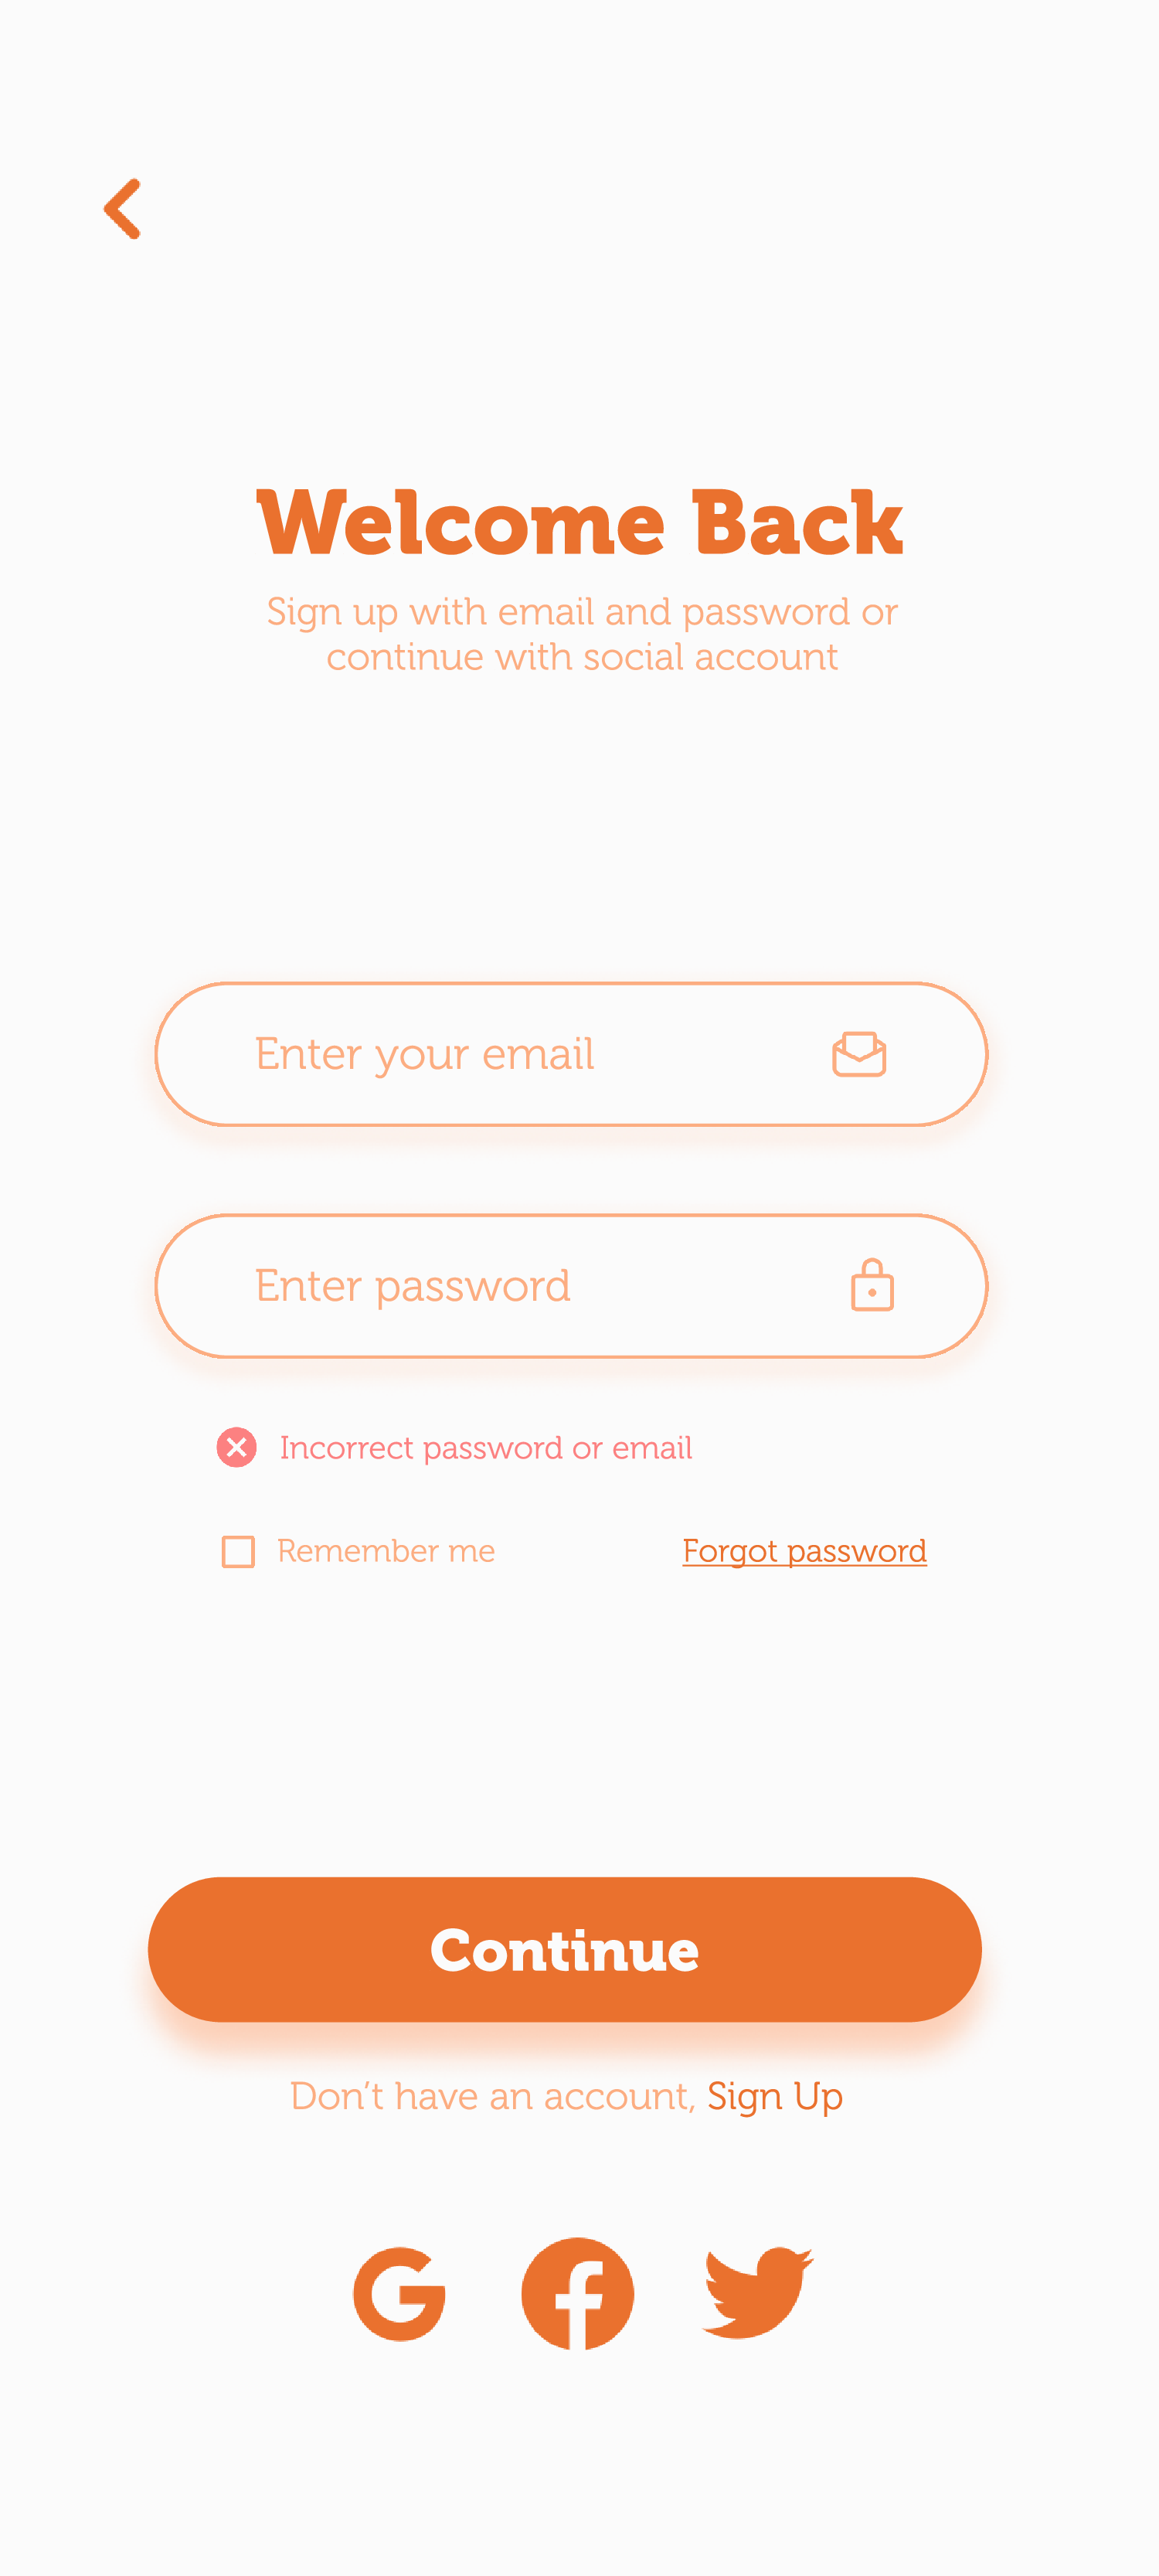 Welcome Back
Sign up with email and password or
continue with social account
Enter your email
Enter password
Incorrect password or email
Remember me
Forgot password
Continue
Don’t have an account, Sign Up